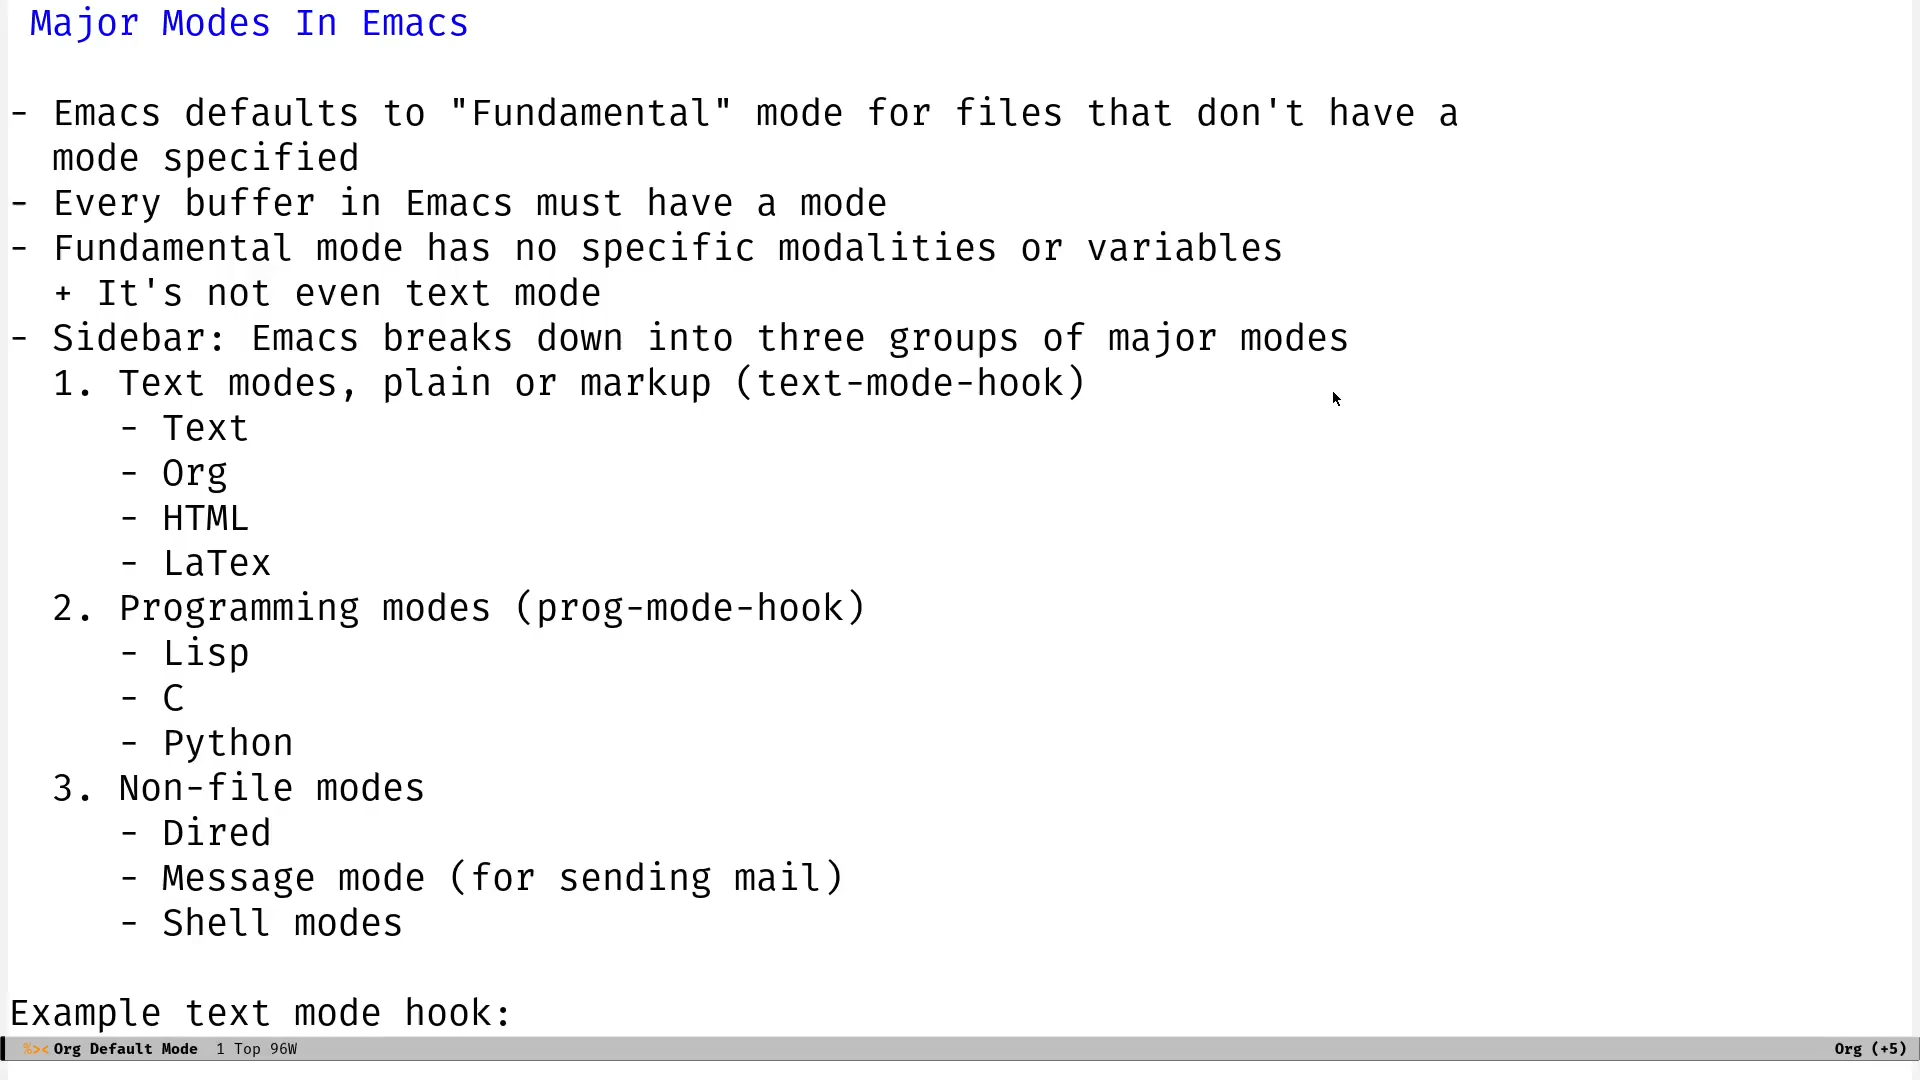 Major Modes In Emacs
- Emacs defaults to "Fundamental" mode for files that don't have a
mode specified
- Every buffer in Emacs must have a mode
- Fundamental mode has no specific modalities or variables
+ It's not even text mode
- Sidebar: Emacs breaks down into three groups of major modes
1. Text modes, plain or markup (text-mode-hook)
- Text
- Org
- HTML
- LaTex
2. Programming modes (prog-mode-hook)
- Lisp
- C
- Python
3. Non-file modes
- Dired
- Message mode (for sending mail)
- Shell modes
Example text mode hook:
%>< Org Default Mode 1 Top 96W Org (+5)